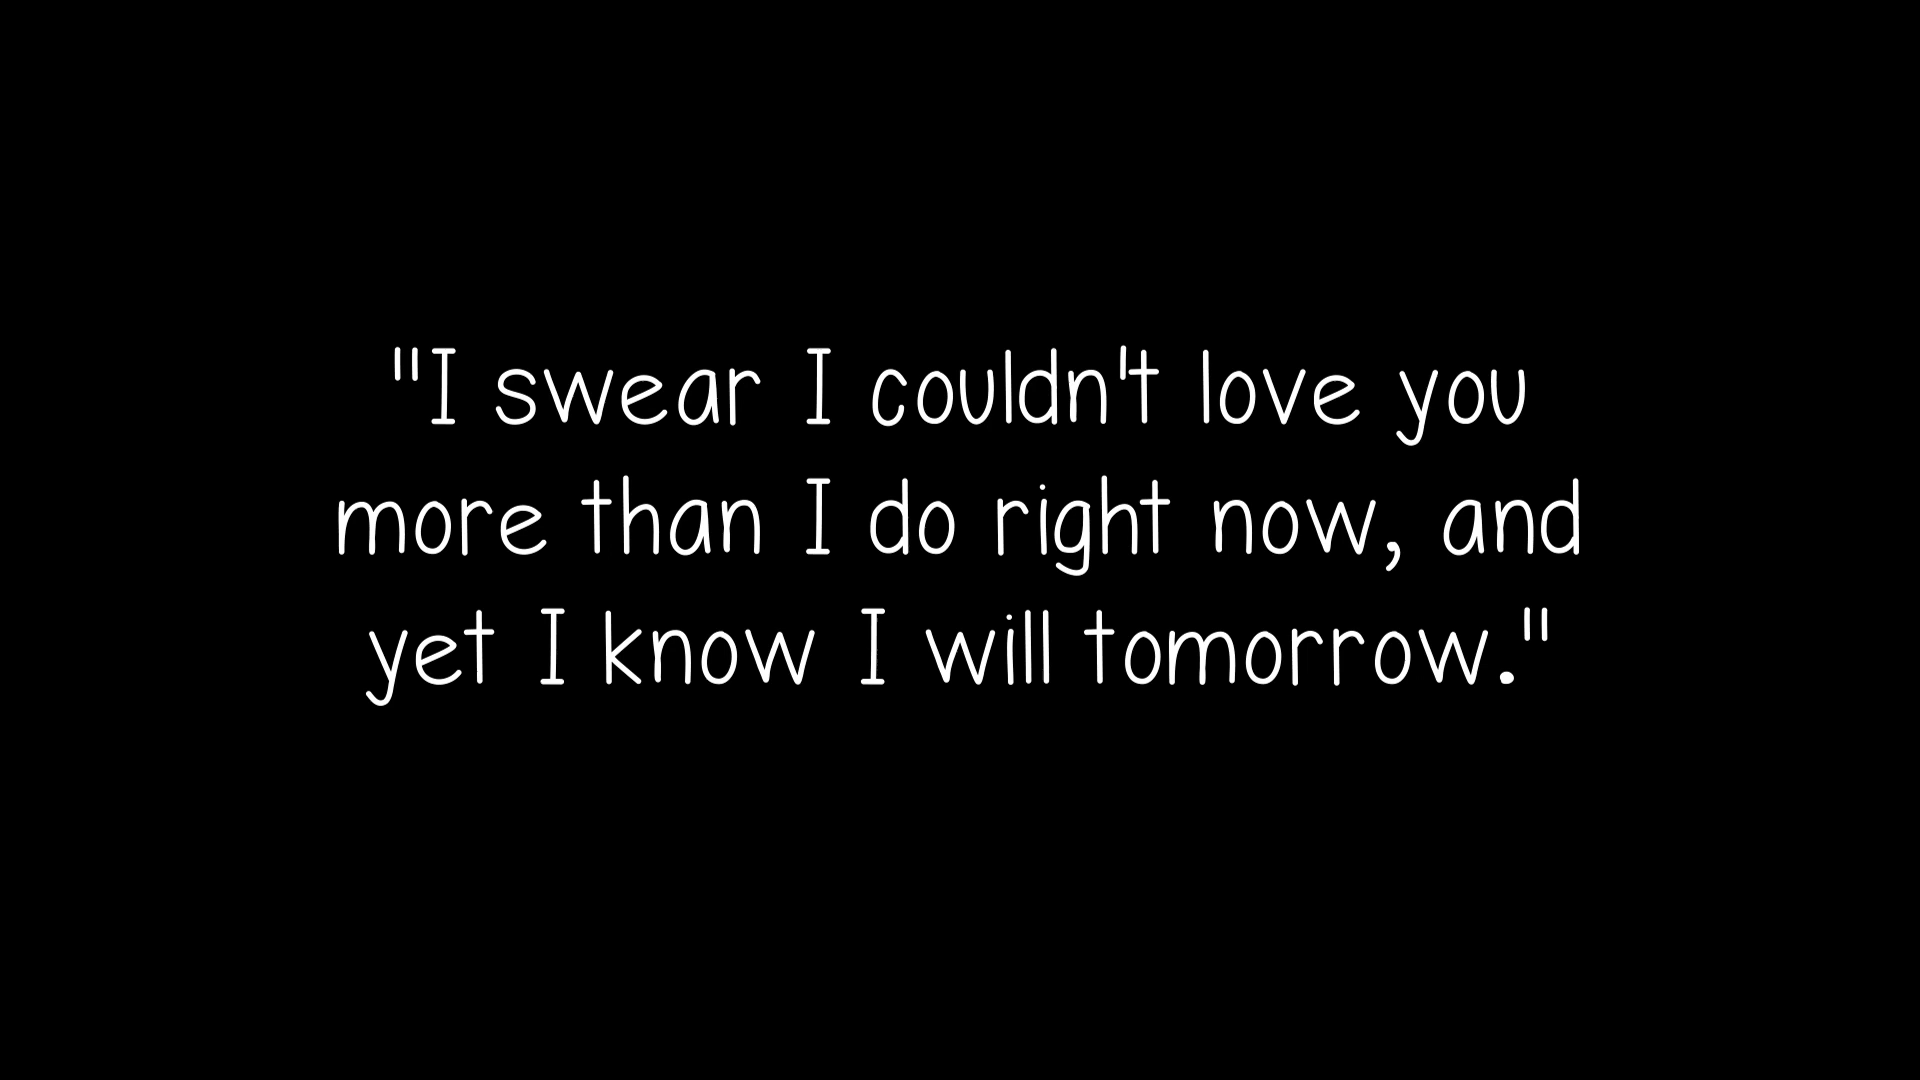 "I swear I couldn't love you
more than I do right now, and
yet I know I will tomorrow."